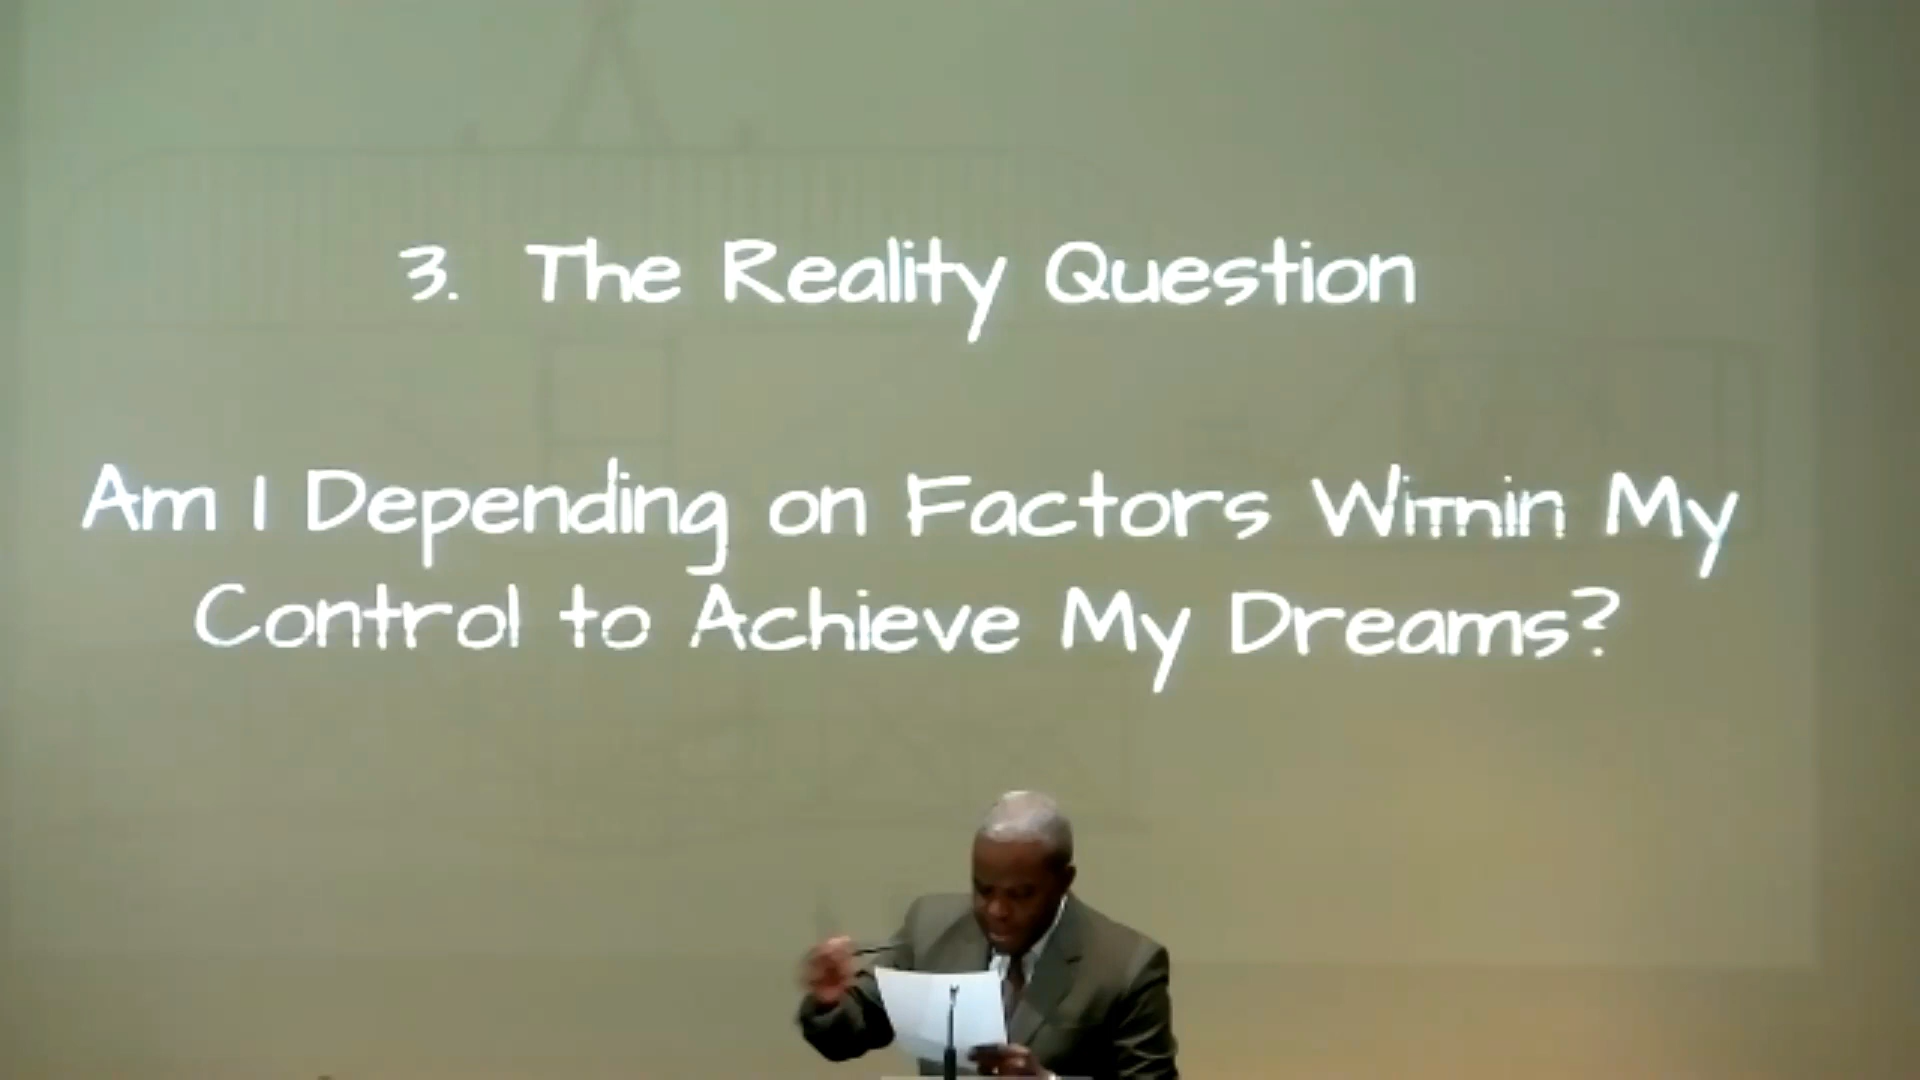 3. The Reality Question
Am I Depending on Factors Within My
Control to Achieve My Dreams?